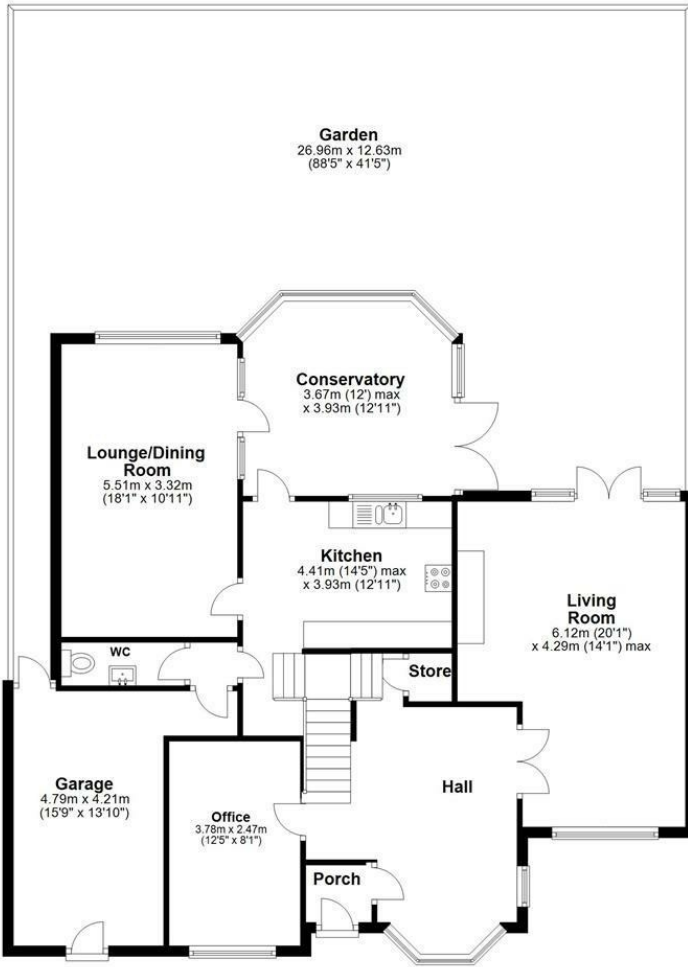 Garden
26.96m x 12.63m
(88'5" x 41'5")
Conservatory
3.67m (12') max
x 3.93m (12'11")
Lounge/Dining
Room
5.51m x 3.32m
(18'1" x 10'11")
Kitchen
4.41m (14'5") max
x 3.93m (12'11")
Living
Room
6.12m (20'1")
x 4.29m (14'1") max
WC
Store
Garage
4.79m x 4.21m
(15'9" x 13'10")
Office
3.78m x 2.47m
(12'5" x 8'1")
Hall
Porch